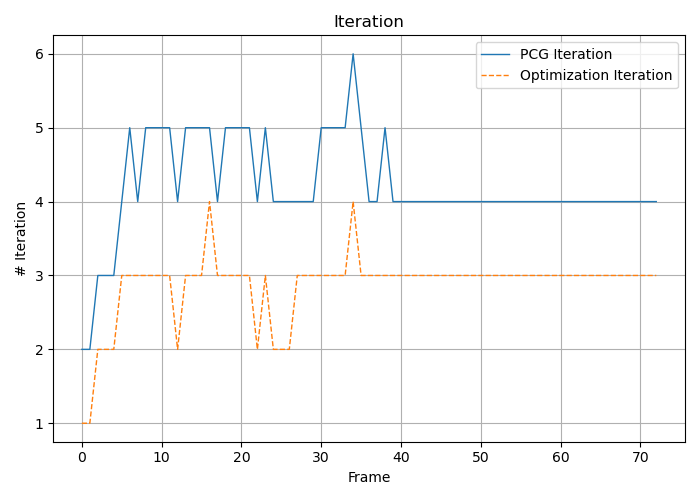 Iteration
PCG Iteration
Optimization Iteration
# Iteration
6
5
4
3
2
1
0 10 20 30 40 50 60 70
Frame